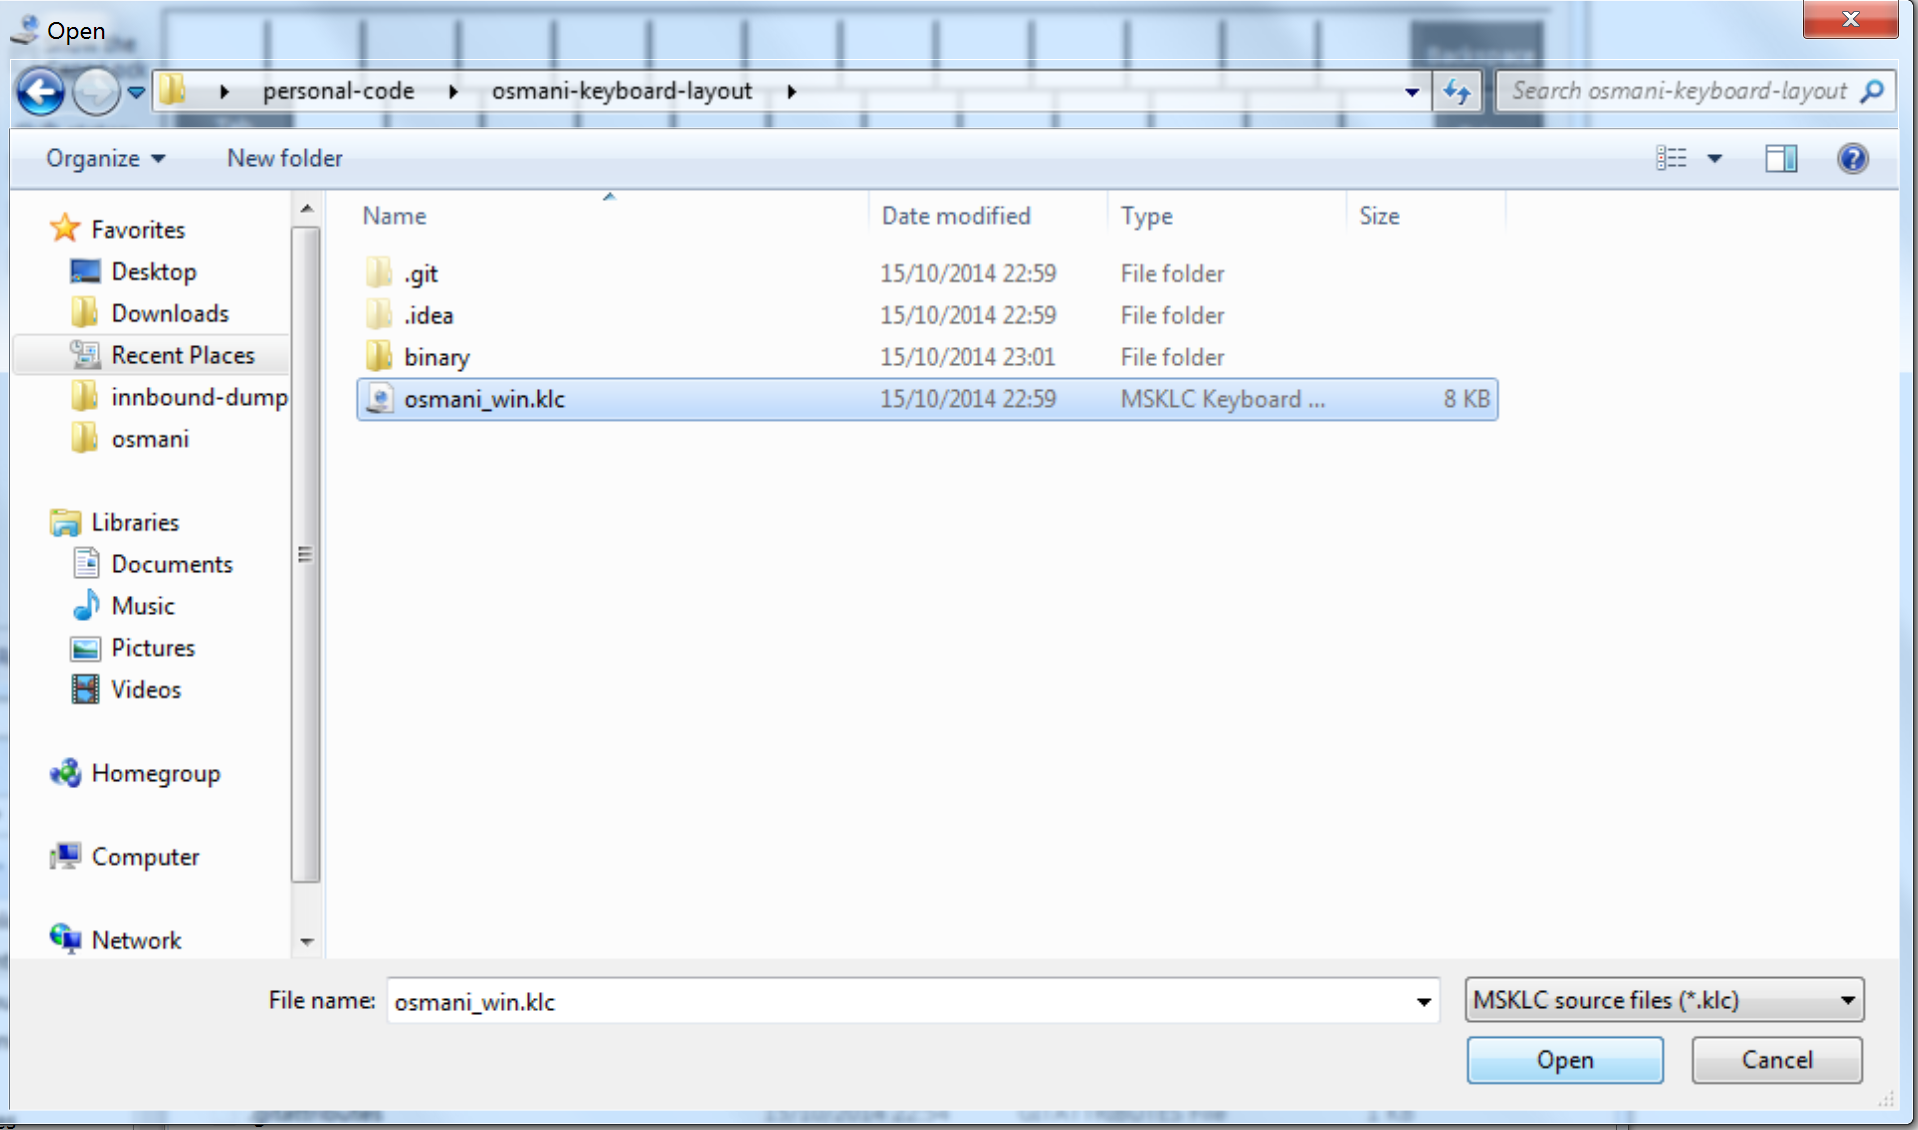 Open
personal-code osmani-keyboard-layout Search osmani-keyboard-layout
Organize New folder
Name Date modified Type Size
Favorites
Desktop
Downloads
Recent Places
innbound-dump
osmani
Libraries
Documents
Music
Pictures
Videos
Homegroup
Computer
Network
.git 15/10/2014 22:59 File folder
.idea 15/10/2014 22:59 File folder
binary 15/10/2014 23:01 File folder
osmani_win.klc 15/10/2014 22:59 MSKLC Keyboard ... 8 KB
File name: osmani_win.klc MSKLC source files (*.klc)
Open Cancel